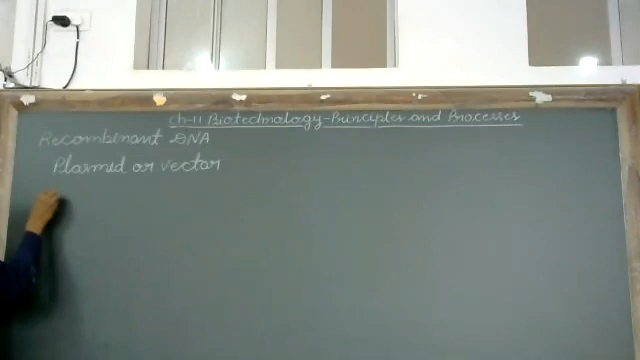 Ch-11 Biotechnology-Principles and Processes
Recombinant DNA
Plasmid or vector